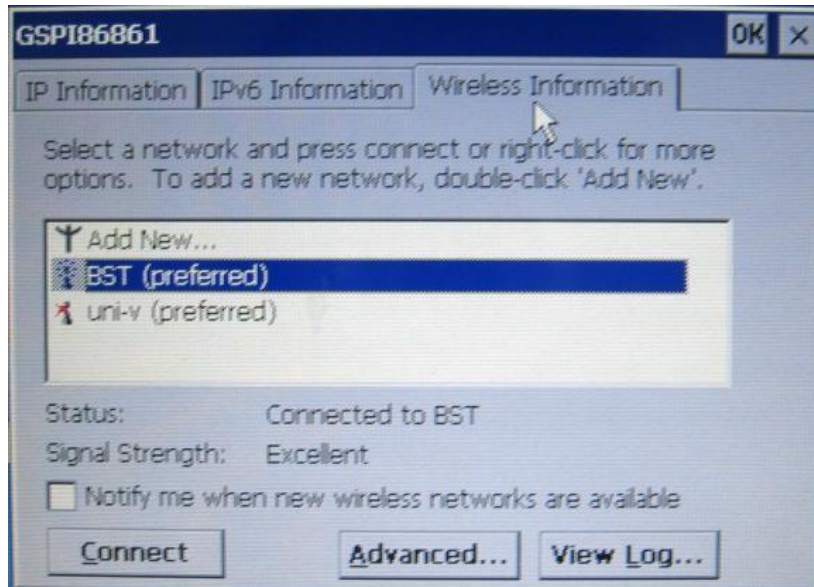 GSPI86861
OK ×
IP Information IPv6 Information Wireless Information
Select a network and press connect or right-click for more
options. To add a new network, double-click 'Add New'.
Add New...
BST (preferred)
uni-v (preferred)
Status: Connected to BST
Signal Strength: Excellent
Notify me when new wireless networks are available
Connect Advanced... View Log...